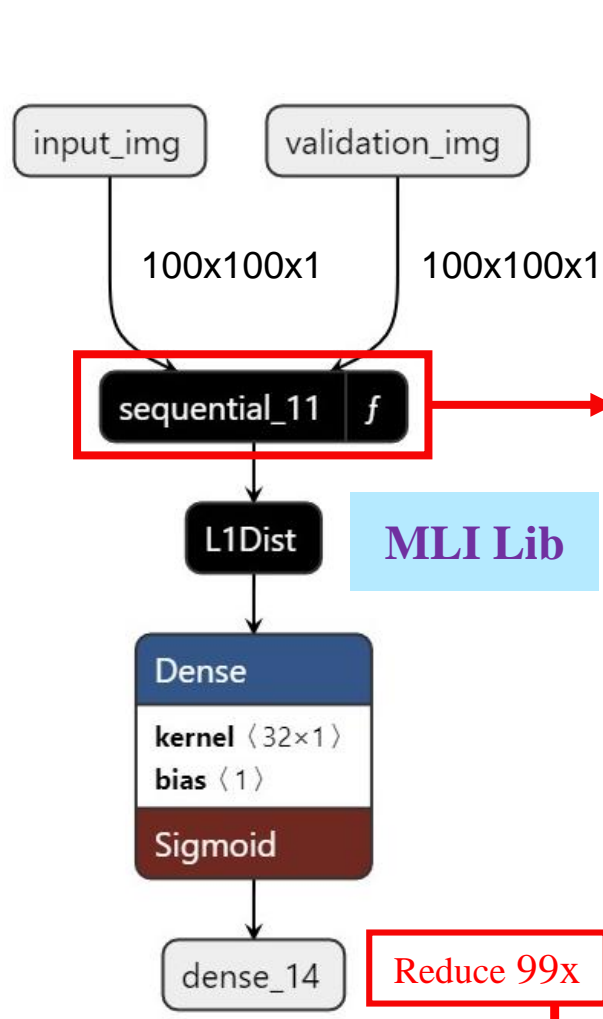 input_img
validation_img
100x100x1
100x100x1
sequential_11 f
L1Dist
MLI Lib
Dense
kernel 〈32×1〉
bias 〈1〉
Sigmoid
dense_14
Reduce 99x